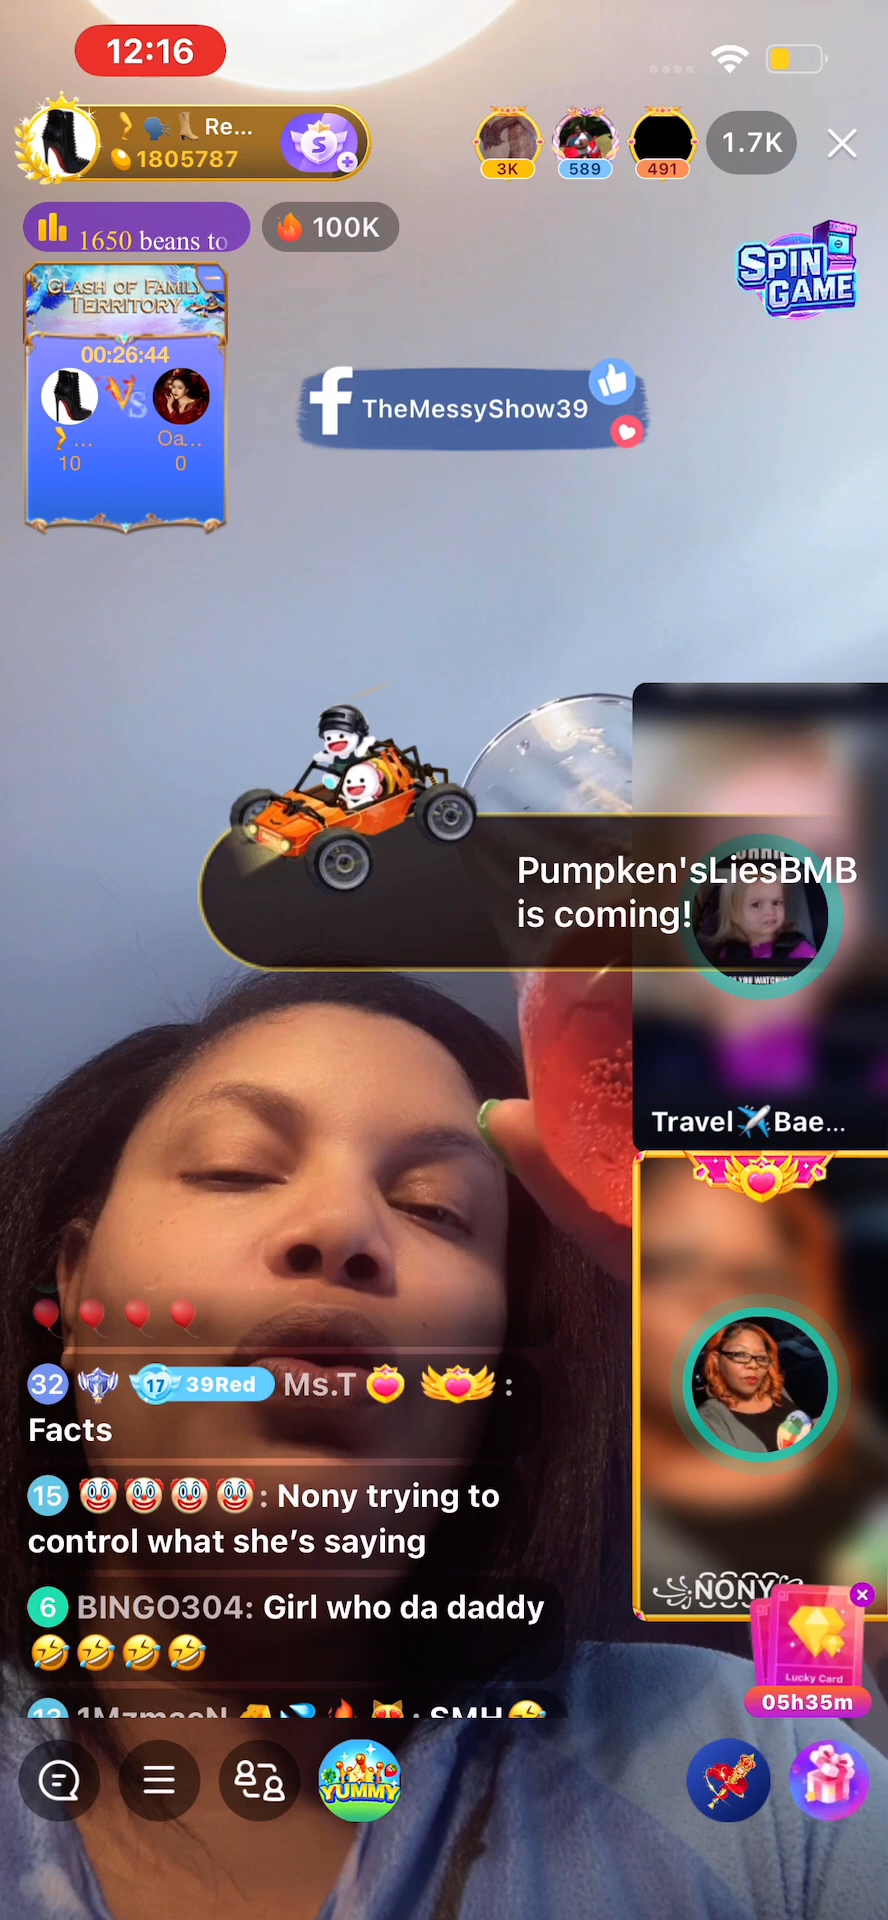 12:16
Re...
1805787
S
3K
589
491
1.7K
1650 beans to
100K
SPIN
GAME
CLASH OF FAMILY
TERRITORY
00:26:44
VS
...
Oa...
10
0
TheMessyShow39
Pumpken'sLiesBMB
is coming!
Travel✈️Bae...
🎈🎈🎈🎈
32 17 39Red Ms.T :
Facts
15 🤡🤡🤡🤡: Nony trying to
control what she's saying
6 BINGO304: Girl who da daddy
🤣🤣🤣🤣
NONY
Lucky Card
05h35m
YUMMY